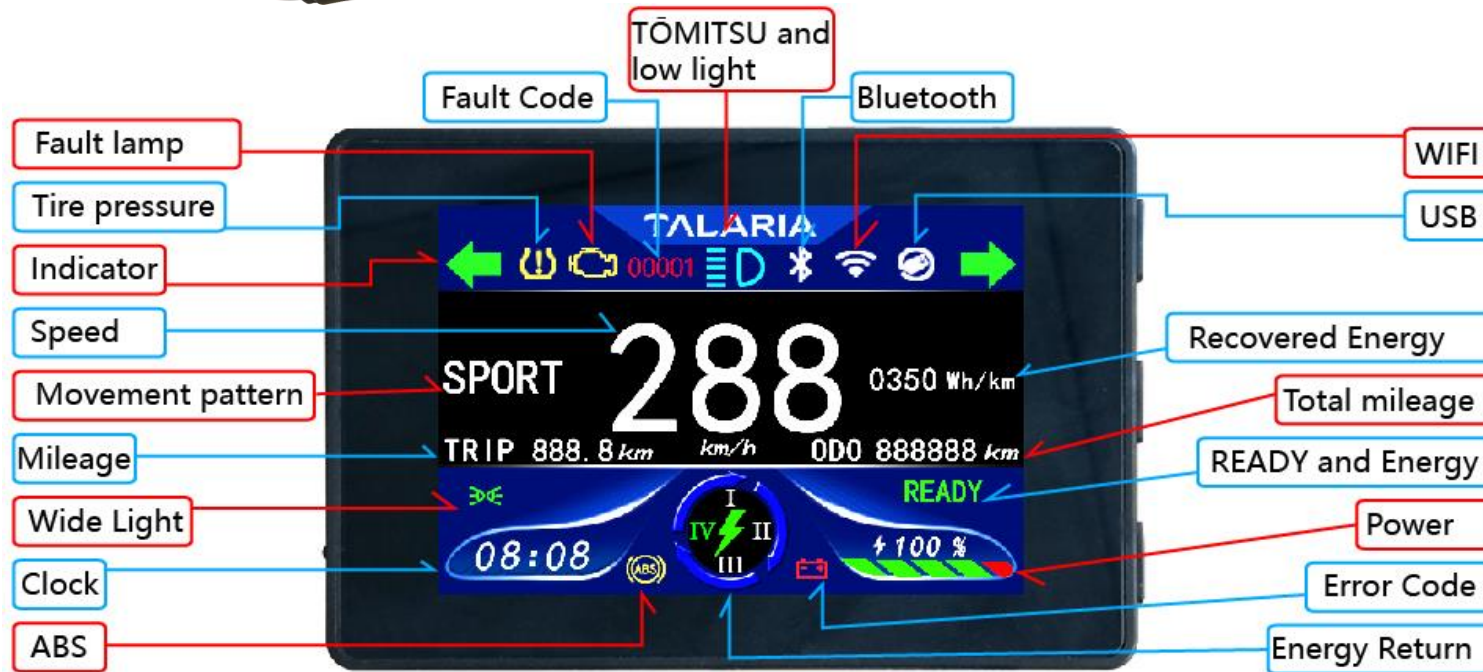 TŌMITSU and
low light
Fault Code
Bluetooth
Fault lamp
WIFI
Tire pressure
USB
TALARIA
Indicator
00001
Speed
288
Recovered Energy
SPORT
0350 Wh/km
Movement pattern
Total mileage
Mileage
TRIP 888.8 km
km/h
ODO 888888 km
READY and Energy
READY
Wide Light
I
IV
II
III
Power
08:08
100 %
Clock
(ABS)
Error Code
ABS
Energy Return